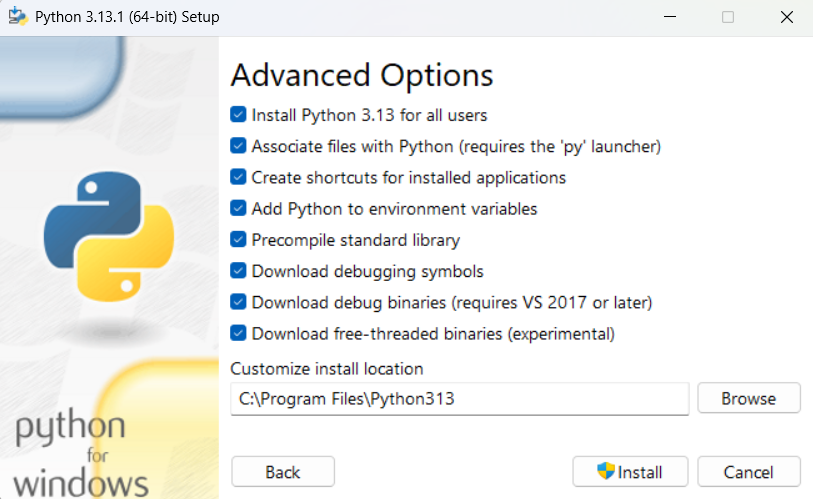 Python 3.13.1 (64-bit) Setup
Advanced Options
Install Python 3.13 for all users
Associate files with Python (requires the 'py' launcher)
Create shortcuts for installed applications
Add Python to environment variables
Precompile standard library
Download debugging symbols
Download debug binaries (requires VS 2017 or later)
Download free-threaded binaries (experimental)
Customize install location
C:\Program Files\Python313
Browse
python
for
windows
Back
Install
Cancel